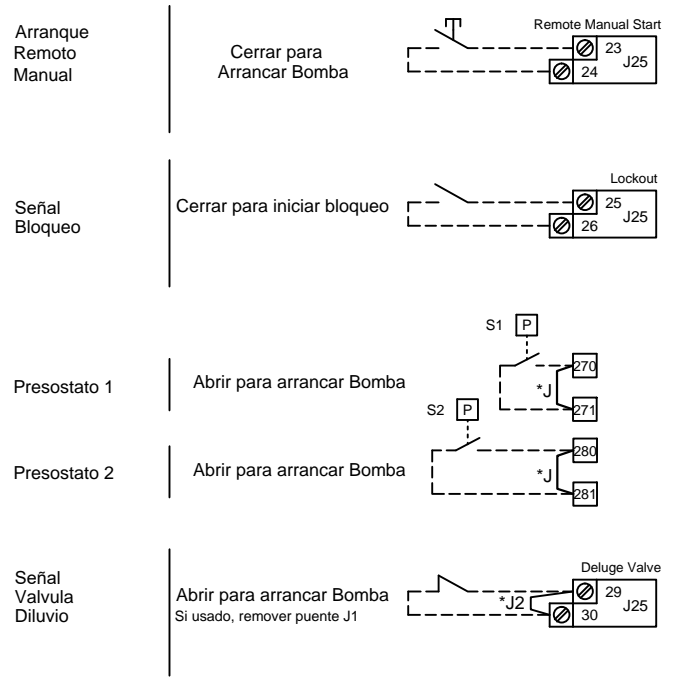 Arranque
Remoto
Manual
Cerrar para
Arrancar Bomba
Remote Manual Start
23
24
J25
Señal
Bloqueo
Cerrar para iniciar bloqueo
Lockout
25
26
J25
Presostato 1
Abrir para arrancar Bomba
S1
P
270
*J
271
Presostato 2
Abrir para arrancar Bomba
S2
P
280
*J
281
Señal
Valvula
Diluvio
Abrir para arrancar Bomba
Si usado, remover puente J1
Deluge Valve
*J2
29
30
J25